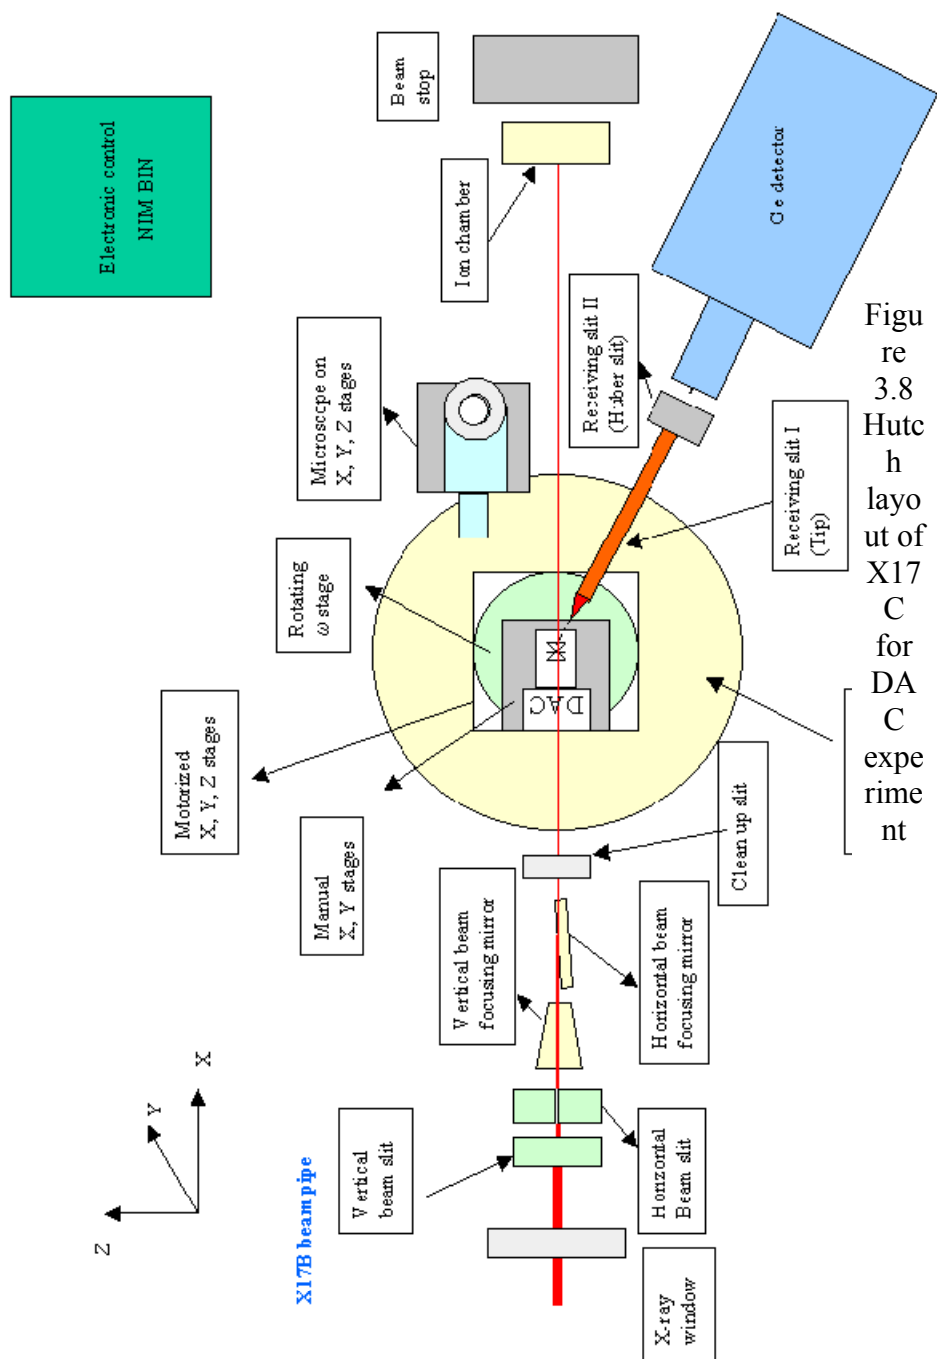 Electronic control
NIM BIN
Beam
stop
Ion chamber
Ge detector
Microscope on
X, Y, Z stages
Receiving slit II
(Huber slit)
Receiving slit I
(Tip)
Rotating
ω stage
Motorized
X, Y, Z stages
Manual
X, Y stages
DAC
Clean up slit
Vertical beam
focusing mirror
Horizontal beam
focusing mirror
Vertical
beam slit
Horizontal
Beam slit
X-ray
window
X17B beampipe
Z
Y
X
Figu
re
3.8
Hutc
h
layo
ut of
X17
C
for
DA
C
expe
rime
nt